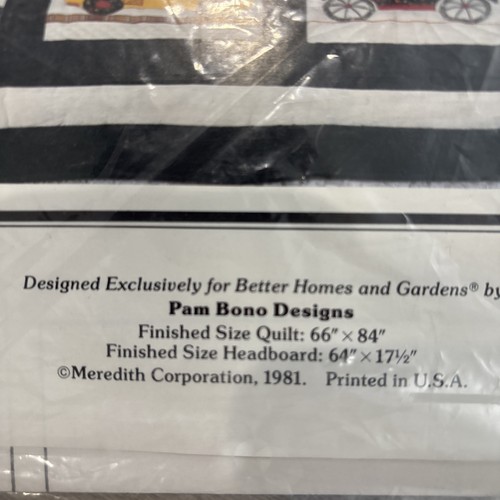 Designed Exclusively for Better Homes and Gardens® by
Pam Bono Designs
Finished Size Quilt: 66" × 84"
Finished Size Headboard: 64" × 17½"
©Meredith Corporation, 1981. Printed in U.S.A.